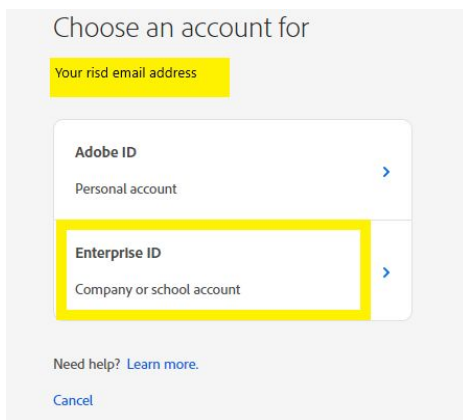 Choose an account for
Your risd email address
Adobe ID
Personal account
Enterprise ID
Company or school account
Need help? Learn more.
Cancel